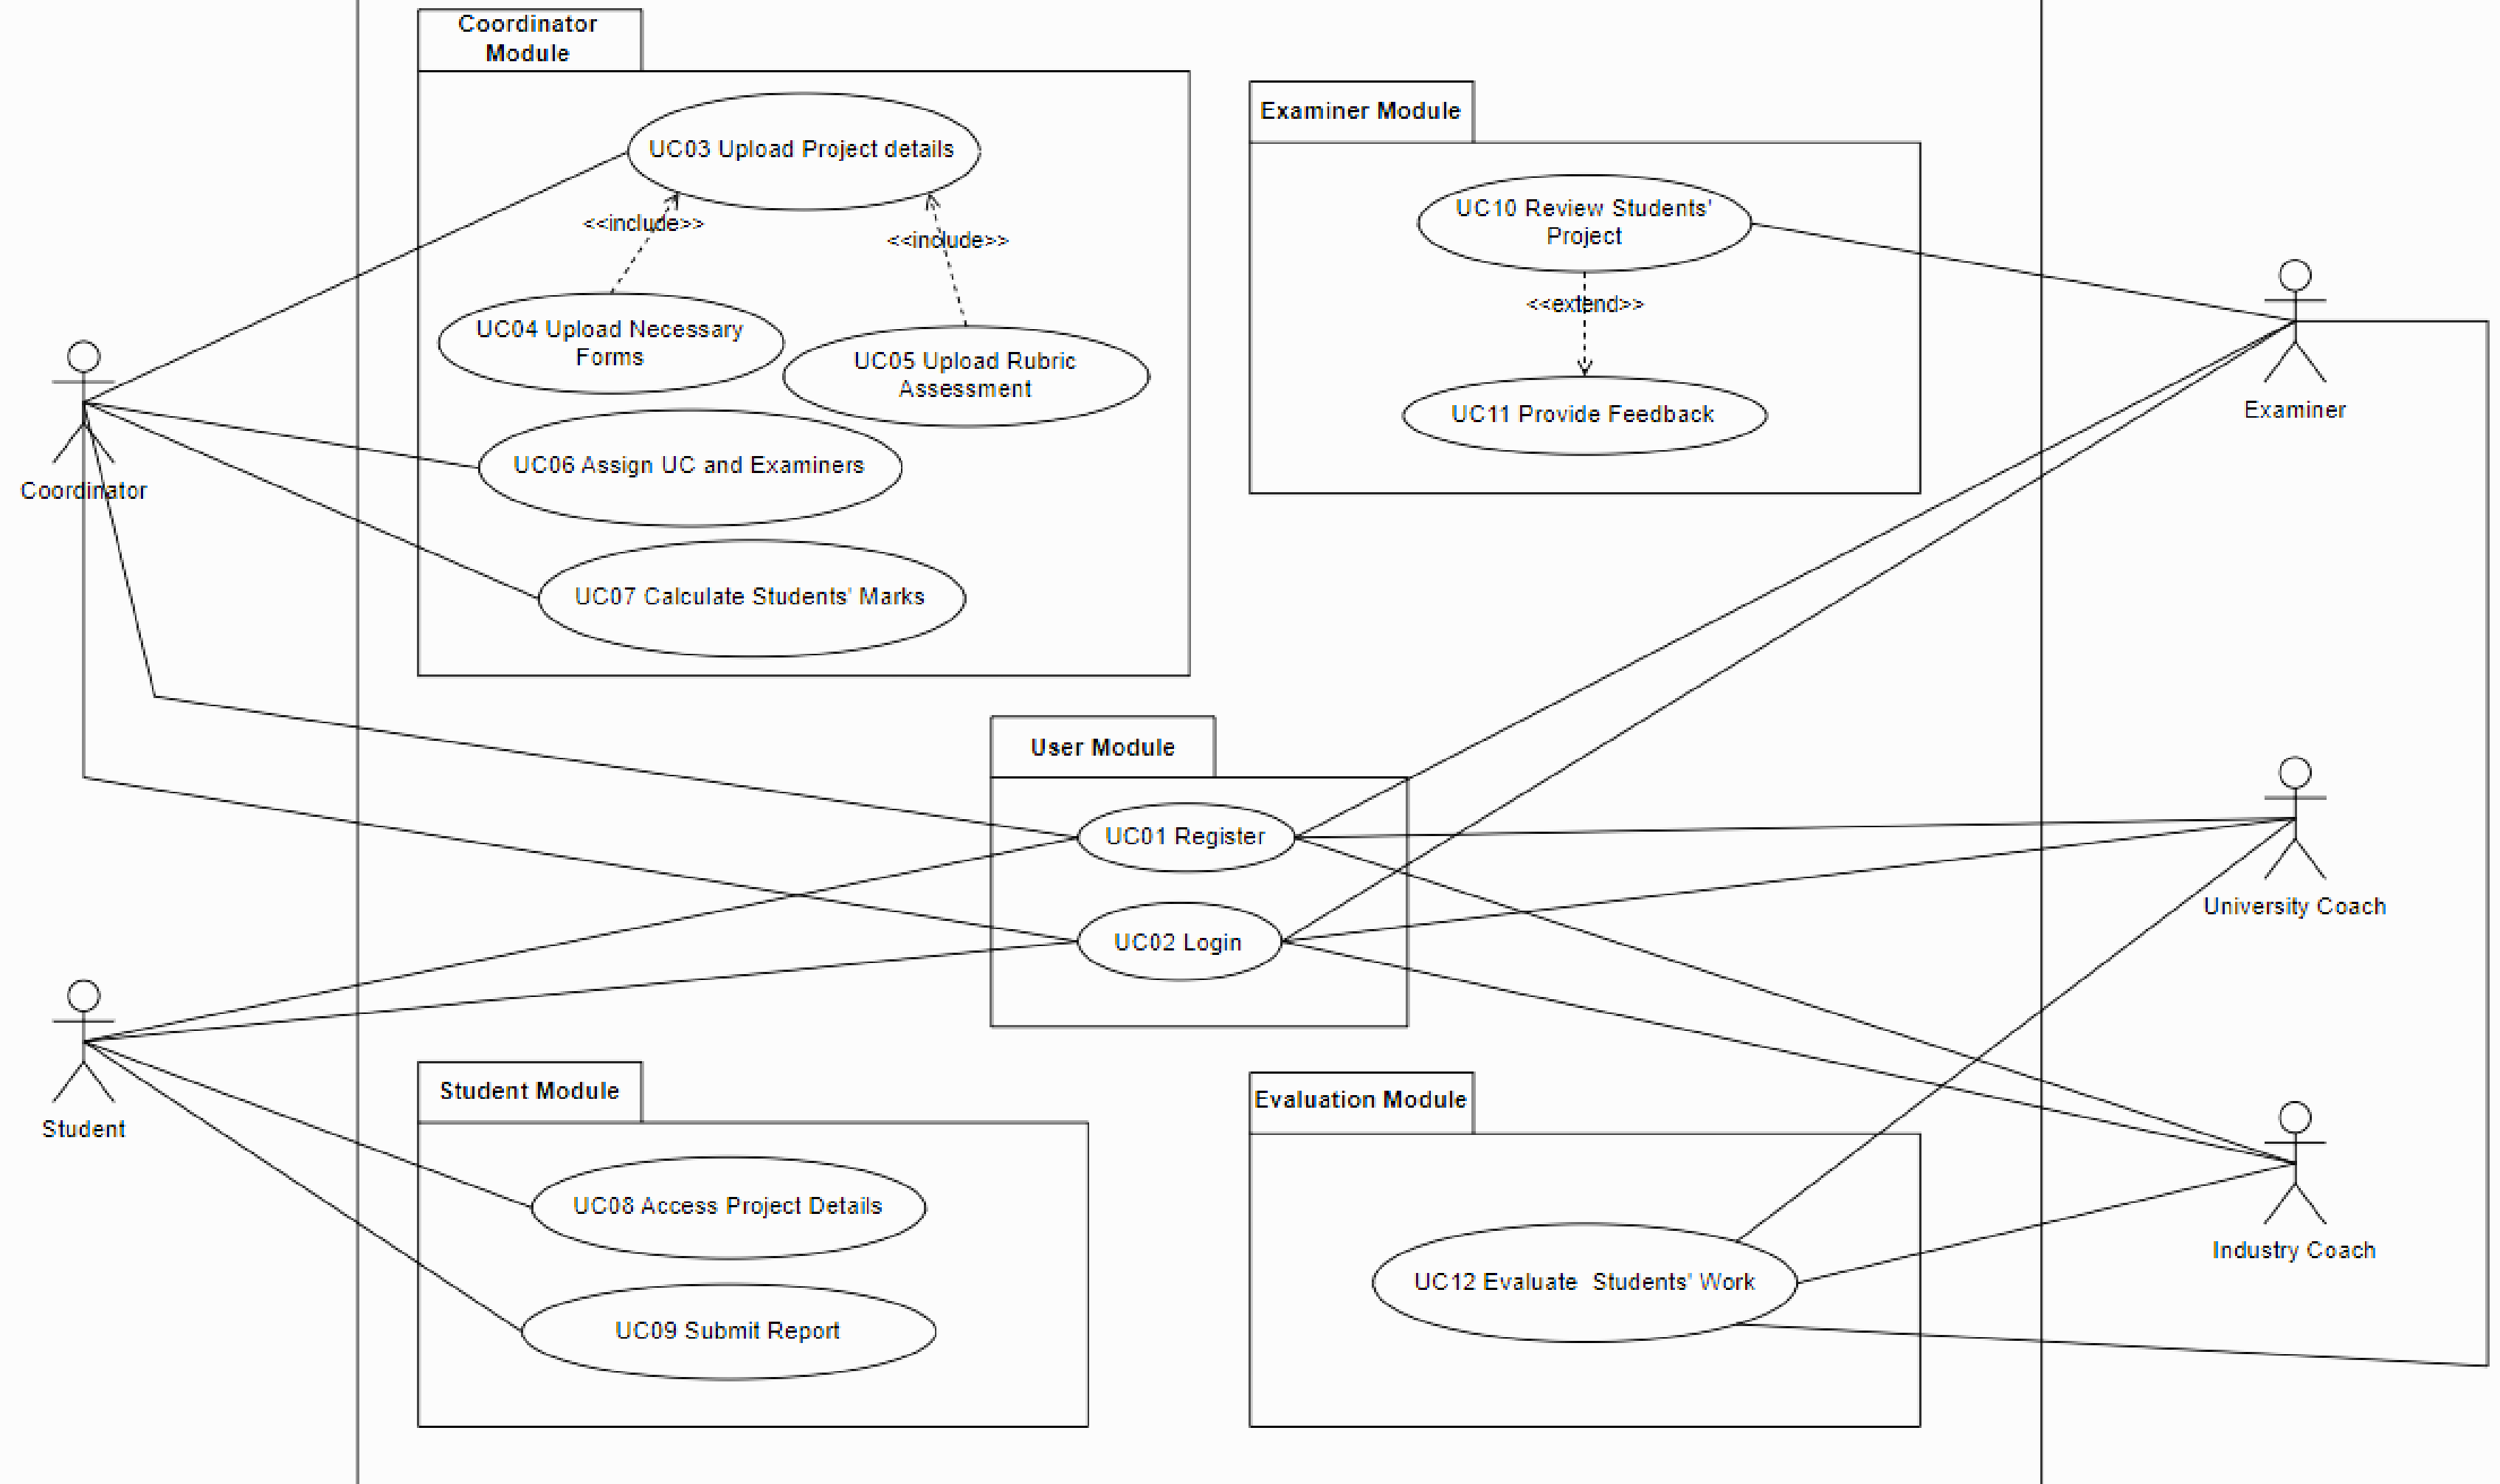 Coordinator
Module
UC03 Upload Project details
<<include>>
<<include>>
UC04 Upload Necessary
Forms
UC05 Upload Rubric
Assessment
UC06 Assign UC and Examiners
UC07 Calculate Students' Marks
Examiner Module
UC10 Review Students'
Project
<<extend>>
UC11 Provide Feedback
Coordinator
Examiner
User Module
UC01 Register
UC02 Login
University Coach
Student
Student Module
UC08 Access Project Details
UC09 Submit Report
Evaluation Module
UC12 Evaluate  Students' Work
Industry Coach